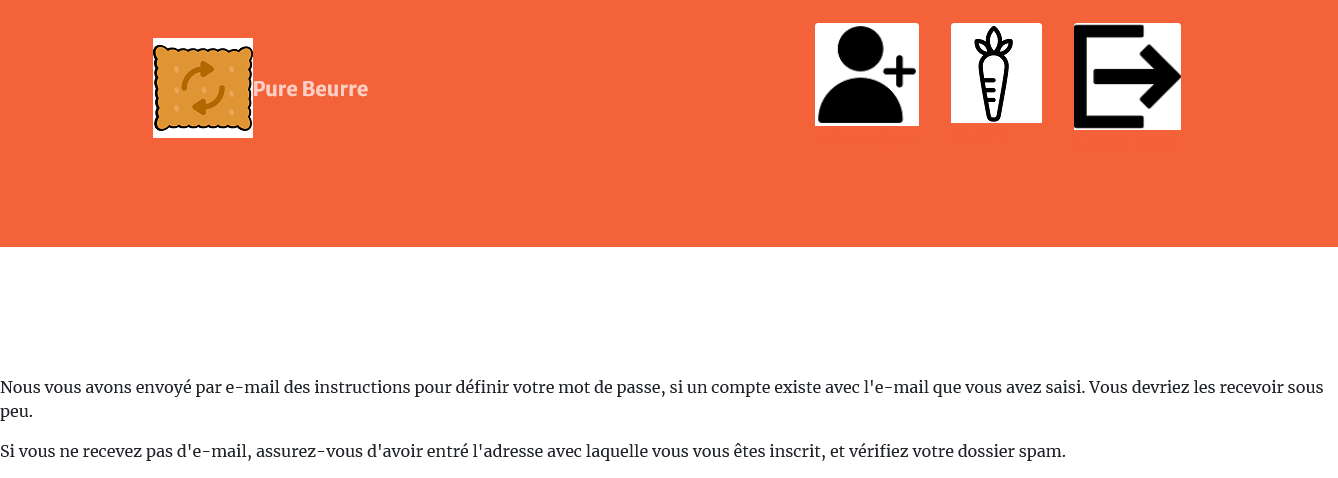 Pure Beurre
Nous vous avons envoyé par e-mail des instructions pour définir votre mot de passe, si un compte existe avec l'e-mail que vous avez saisi. Vous devriez les recevoir sous
peu.
Si vous ne recevez pas d'e-mail, assurez-vous d'avoir entré l'adresse avec laquelle vous vous êtes inscrit, et vérifiez votre dossier spam.